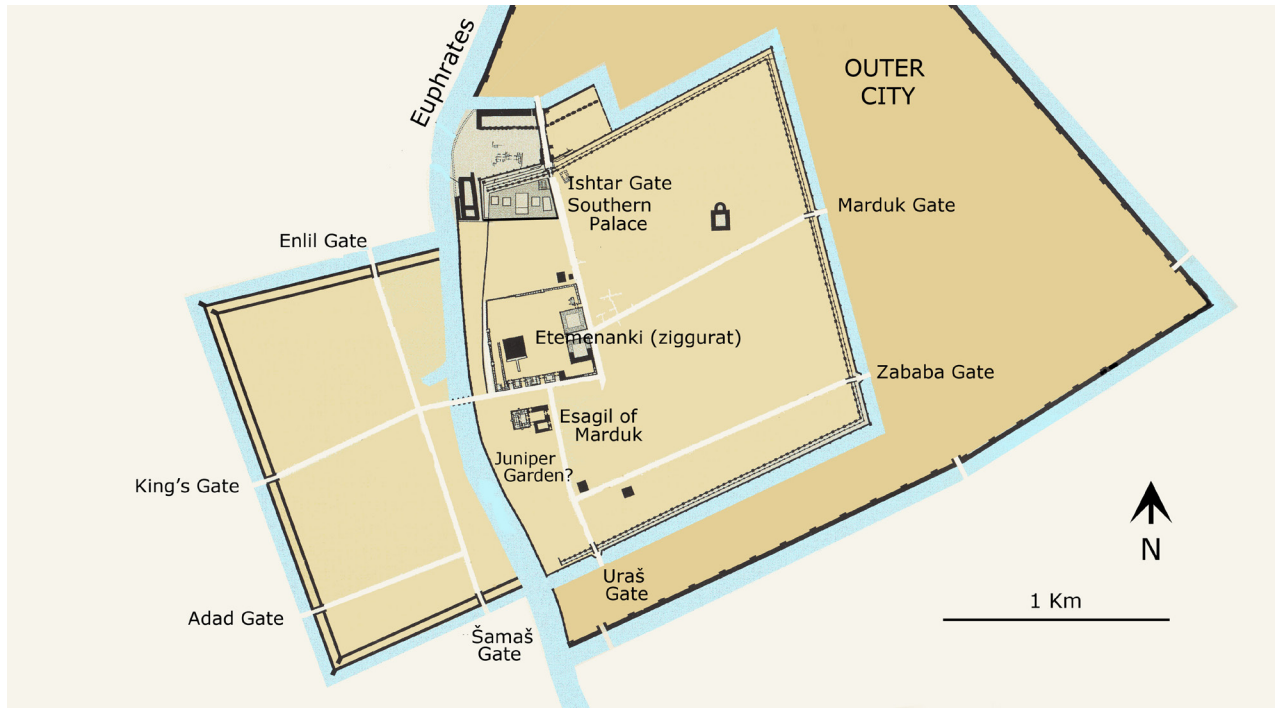 Euphrates
OUTER
CITY
Ishtar Gate
Southern
Palace
Marduk Gate
Enlil Gate
Etemenanki (ziggurat)
Zababa Gate
Esagil of
Marduk
Juniper
Garden?
King's Gate
N
Uraš
Gate
1 Km
Adad Gate
Šamaš
Gate